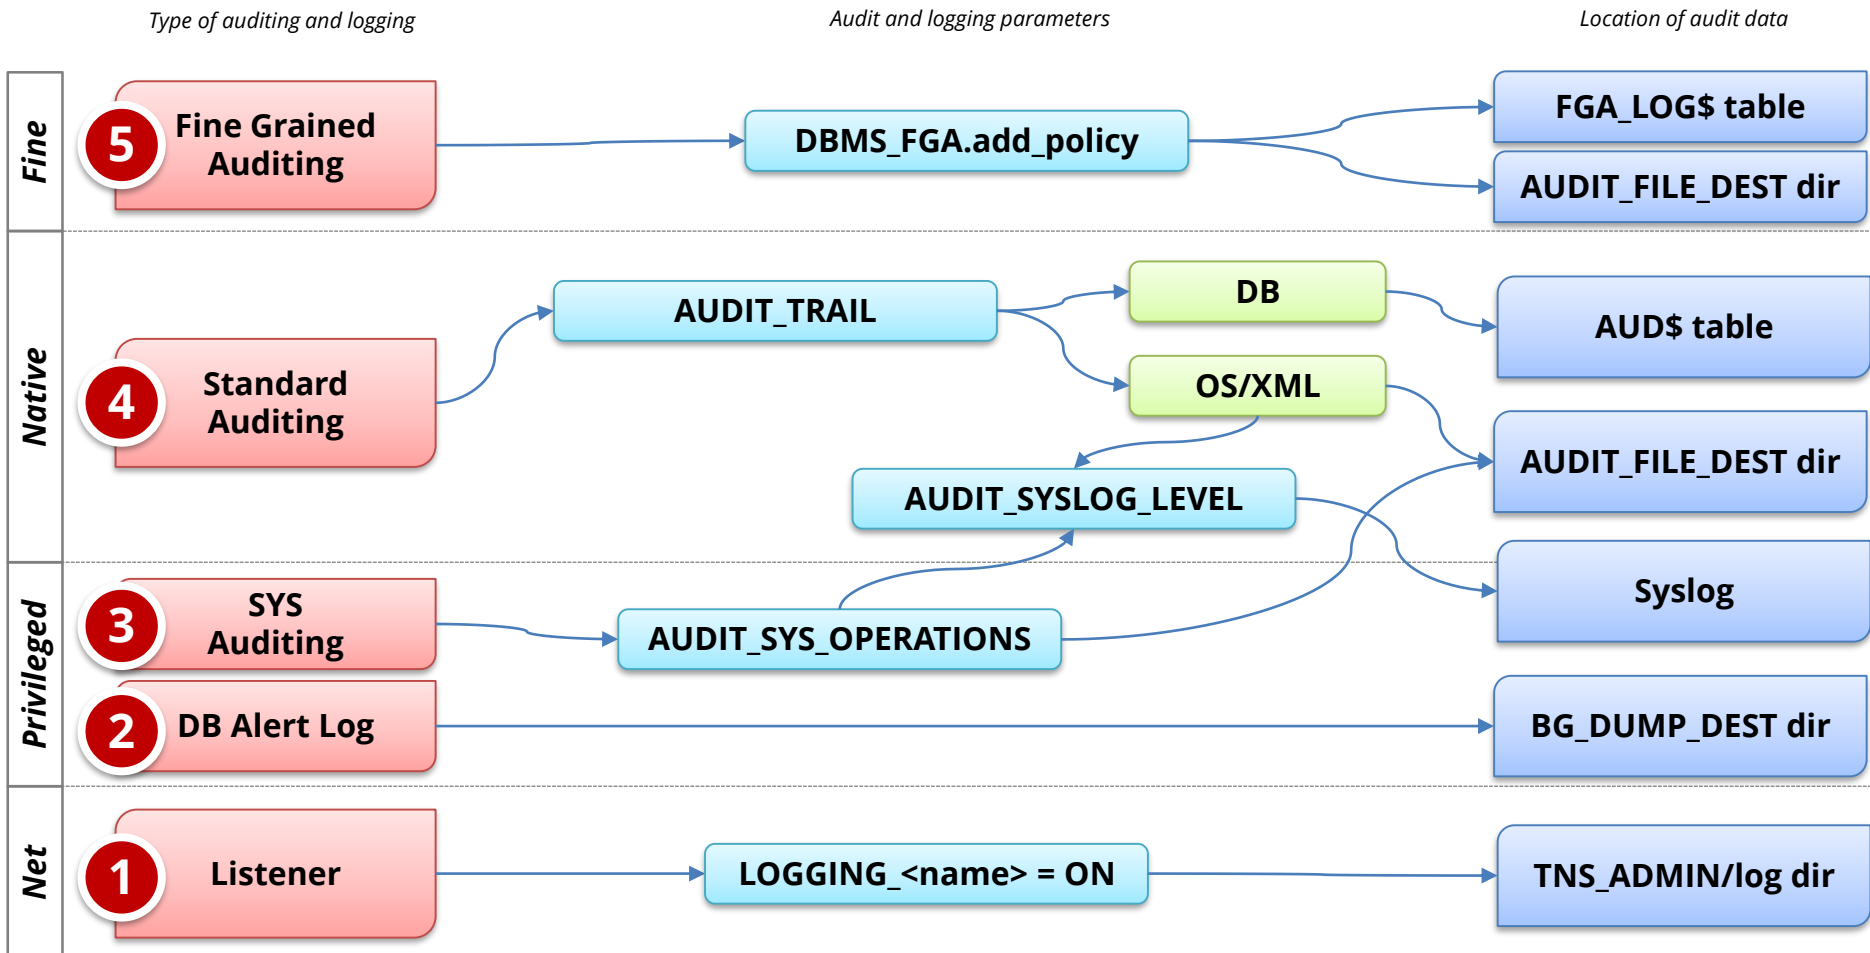 Type of auditing and logging
Audit and logging parameters
Location of audit data
Fine
5
Fine Grained
Auditing
DBMS_FGA.add_policy
FGA_LOG$ table
AUDIT_FILE_DEST dir
Native
4
Standard
Auditing
AUDIT_TRAIL
DB
OS/XML
AUDIT_SYSLOG_LEVEL
AUD$ table
AUDIT_FILE_DEST dir
Syslog
Privileged
3
SYS
Auditing
AUDIT_SYS_OPERATIONS
2
DB Alert Log
BG_DUMP_DEST dir
Net
1
Listener
LOGGING_<name> = ON
TNS_ADMIN/log dir